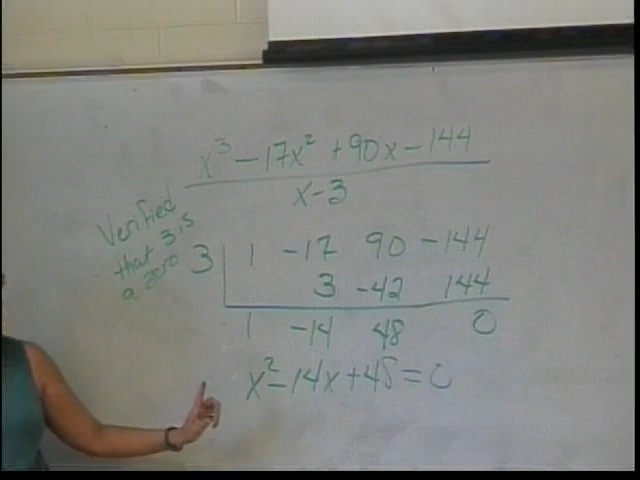 x³ - 17x² + 90x - 144
x - 3
Verified
that 3 is
a zero
3 1 -17 90 -144
3 -42 144
1 -14 48 0
x² - 14x + 48 = 0